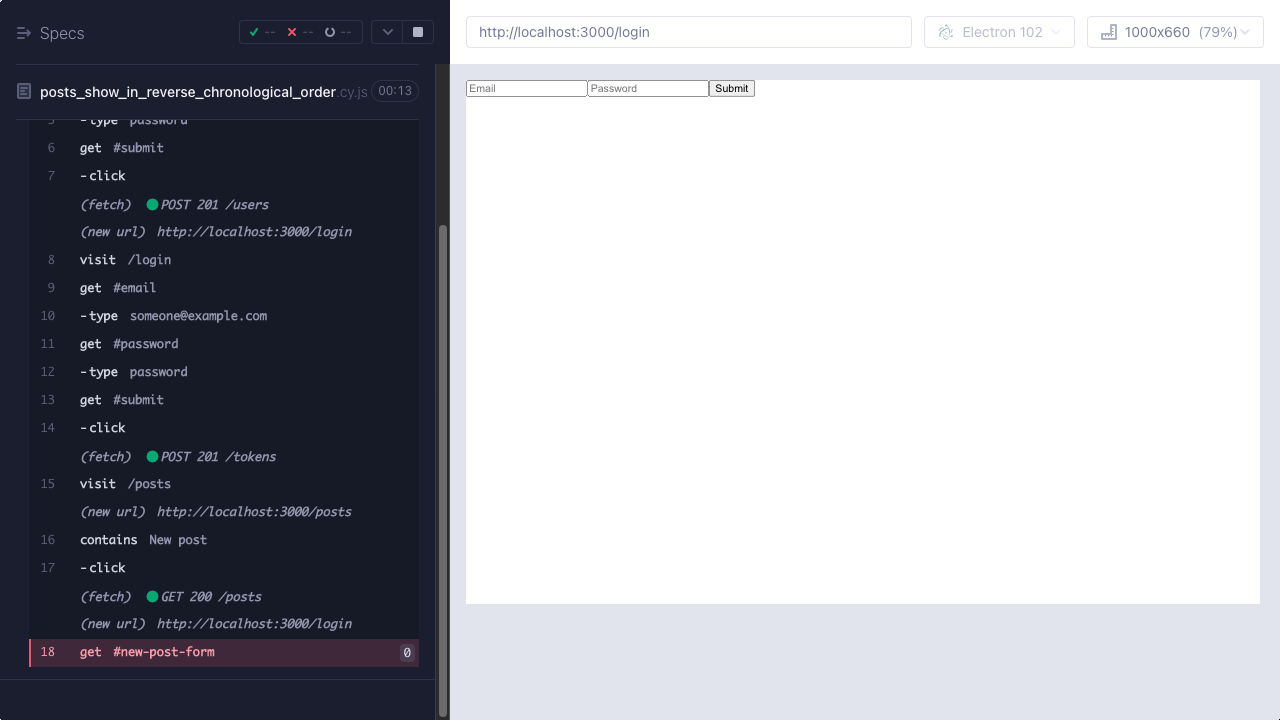 Specs
-- -- --
posts_show_in_reverse_chronological_order.cy.js 00:13
5 -type password
6 get #submit
7 -click
(fetch) POST 201 /users
(new url) http://localhost:3000/login
8 visit /login
9 get #email
10 -type someone@example.com
11 get #password
12 -type password
13 get #submit
14 -click
(fetch) POST 201 /tokens
15 visit /posts
(new url) http://localhost:3000/posts
16 contains New post
17 -click
(fetch) GET 200 /posts
(new url) http://localhost:3000/login
18 get #new-post-form 0
http://localhost:3000/login
Electron 102
1000x660 (79%)
Email Password Submit